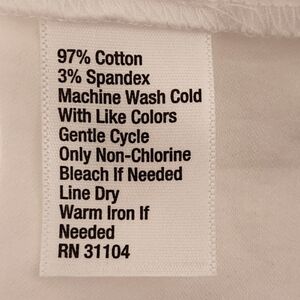 97% Cotton
3% Spandex
Machine Wash Cold
With Like Colors
Gentle Cycle
Only Non-Chlorine
Bleach If Needed
Line Dry
Warm Iron If
Needed
RN 31104